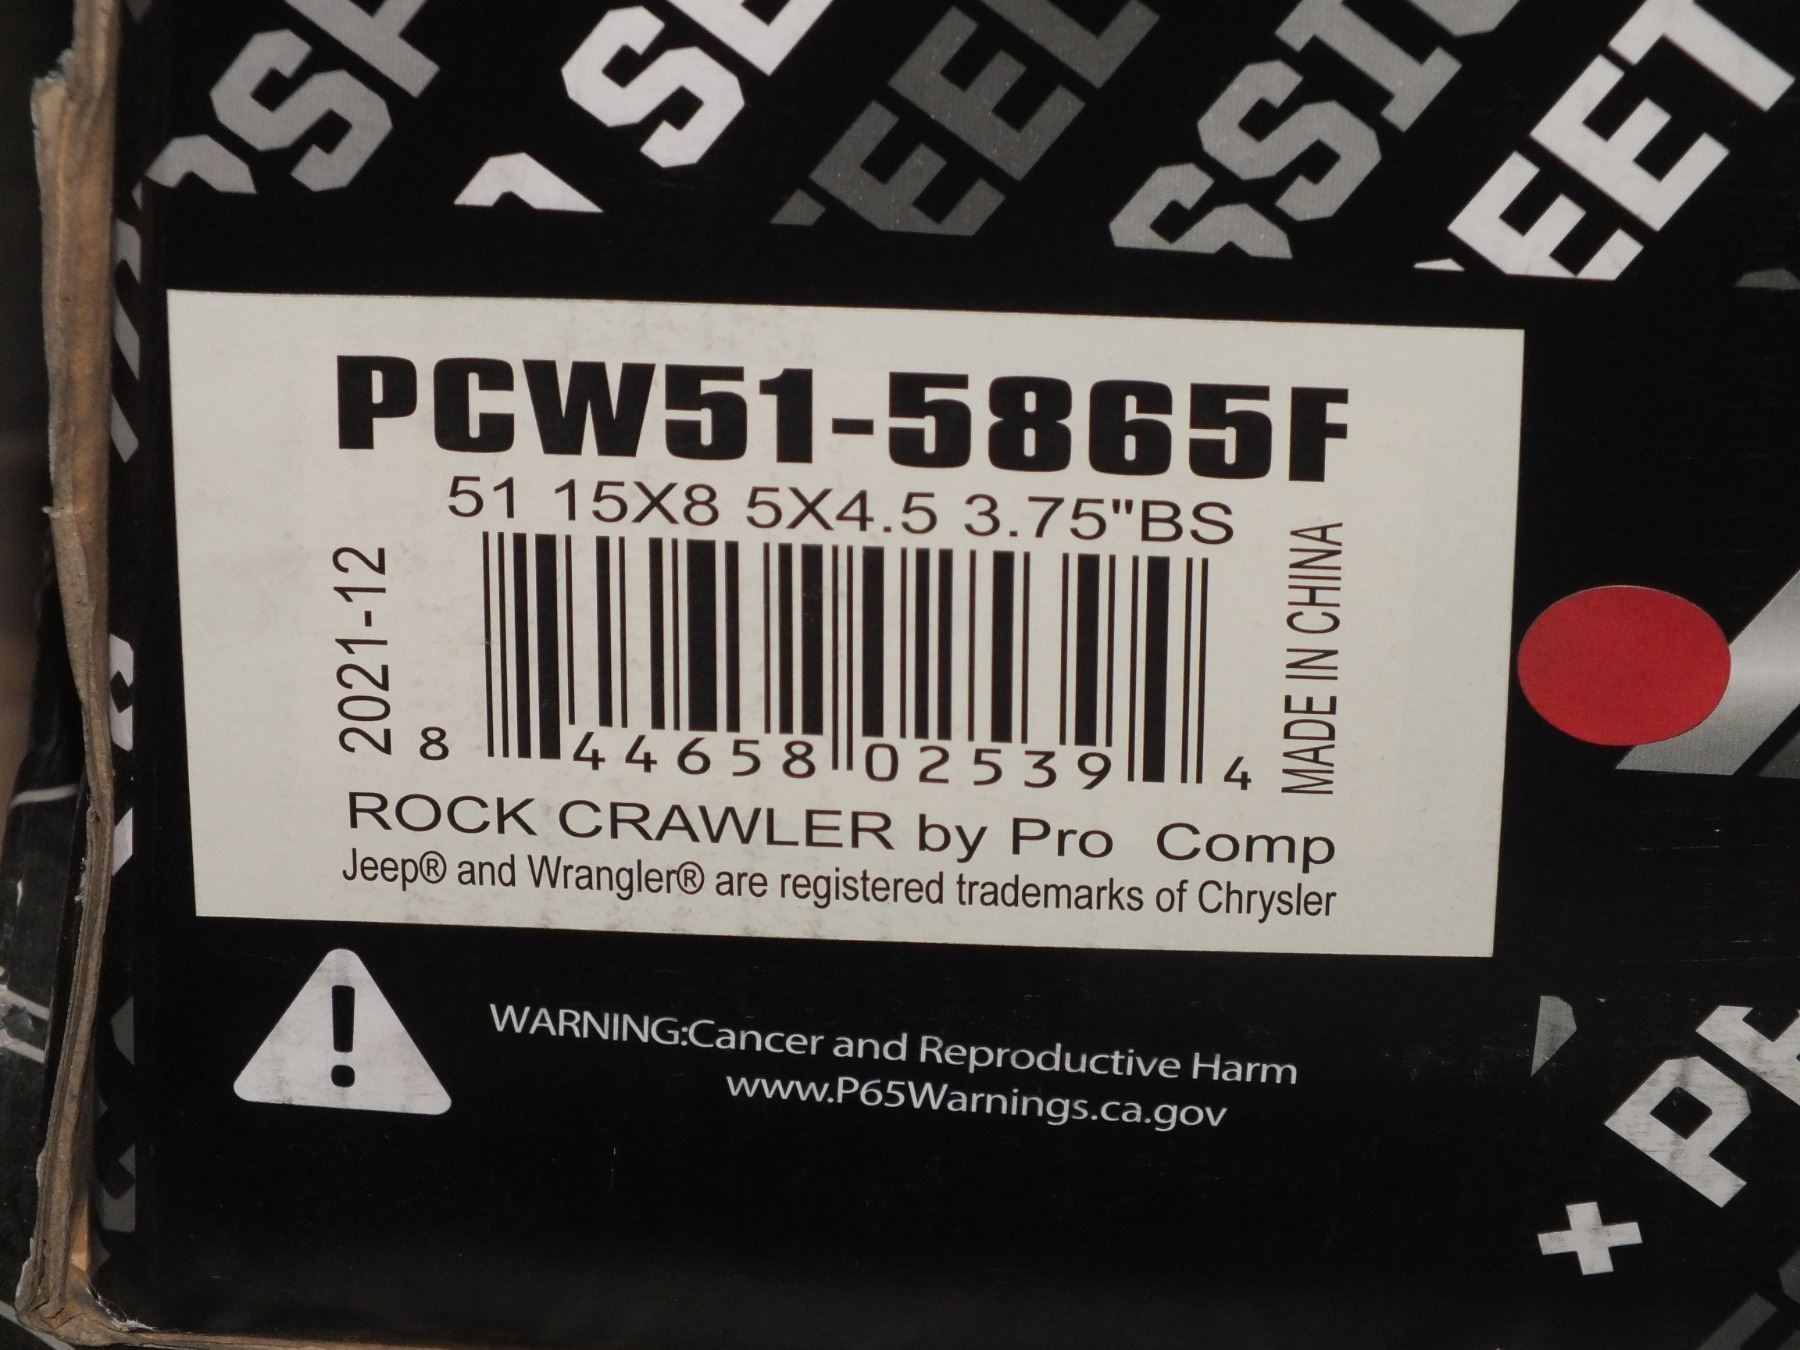 PCW51-5865F
51 15X8 5X4.5 3.75"BS
2021-12
MADE IN CHINA
8 44658 02539 4
ROCK CRAWLER by Pro Comp
Jeep® and Wrangler® are registered trademarks of Chrysler
WARNING:Cancer and Reproductive Harm
www.P65Warnings.ca.gov